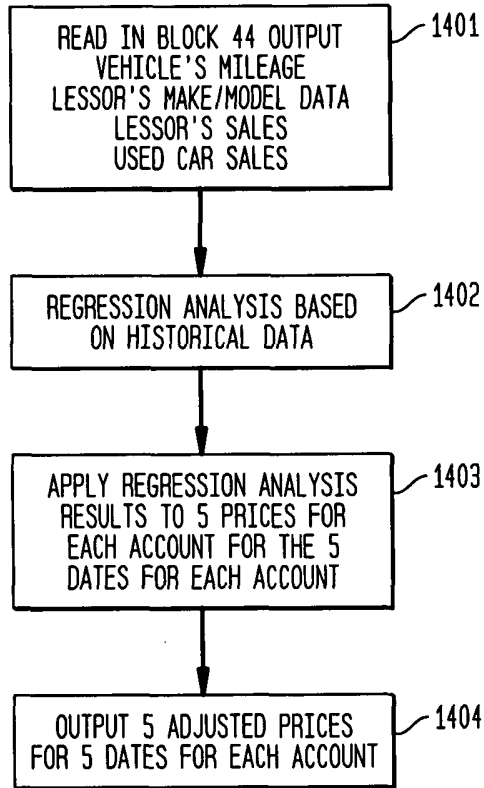 READ IN BLOCK 44 OUTPUT
VEHICLE'S MILEAGE
LESSOR'S MAKE/MODEL DATA
LESSOR'S SALES
USED CAR SALES
1401
REGRESSION ANALYSIS BASED
ON HISTORICAL DATA
1402
APPLY REGRESSION ANALYSIS
RESULTS TO 5 PRICES FOR
EACH ACCOUNT FOR THE 5
DATES FOR EACH ACCOUNT
1403
OUTPUT 5 ADJUSTED PRICES
FOR 5 DATES FOR EACH ACCOUNT
1404